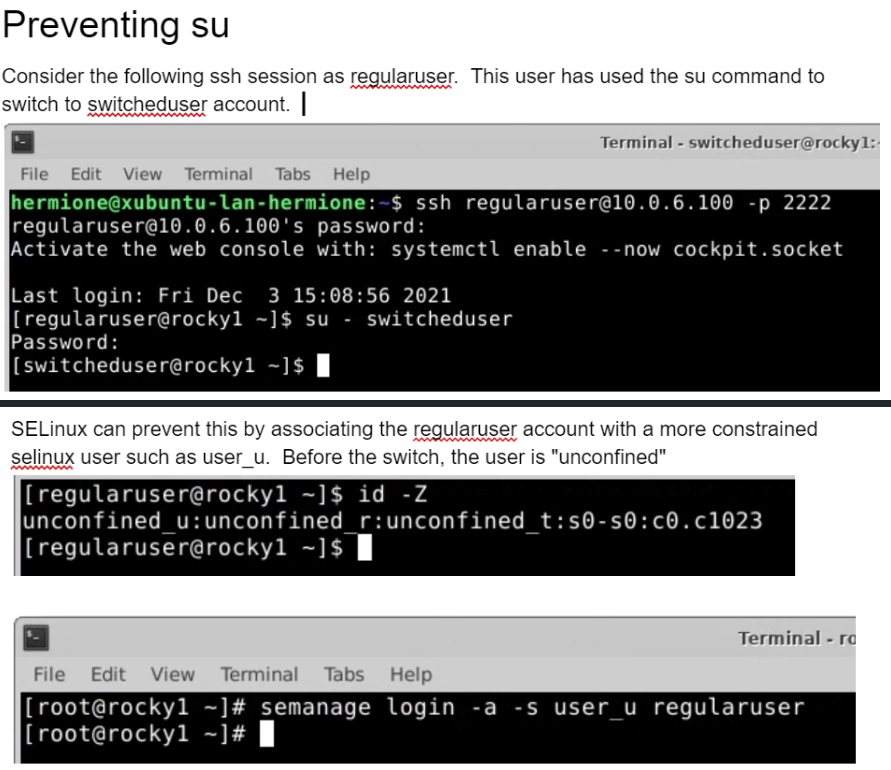 Preventing su
Consider the following ssh session as regularuser.  This user has used the su command to
switch to switcheduser account.
Terminal - switcheduser@rocky1:
File Edit View Terminal Tabs Help
hermione@xubuntu-lan-hermione:~$ ssh regularuser@10.0.6.100 -p 2222
regularuser@10.0.6.100's password:
Activate the web console with: systemctl enable --now cockpit.socket
Last login: Fri Dec  3 15:08:56 2021
[regularuser@rocky1 ~]$ su - switcheduser
Password:
[switcheduser@rocky1 ~]$
SELinux can prevent this by associating the regularuser account with a more constrained
selinux user such as user_u.  Before the switch, the user is "unconfined"
[regularuser@rocky1 ~]$ id -Z
unconfined_u:unconfined_r:unconfined_t:s0-s0:c0.c1023
[regularuser@rocky1 ~]$
Terminal - ro
File Edit View Terminal Tabs Help
[root@rocky1 ~]# semanage login -a -s user_u regularuser
[root@rocky1 ~]#